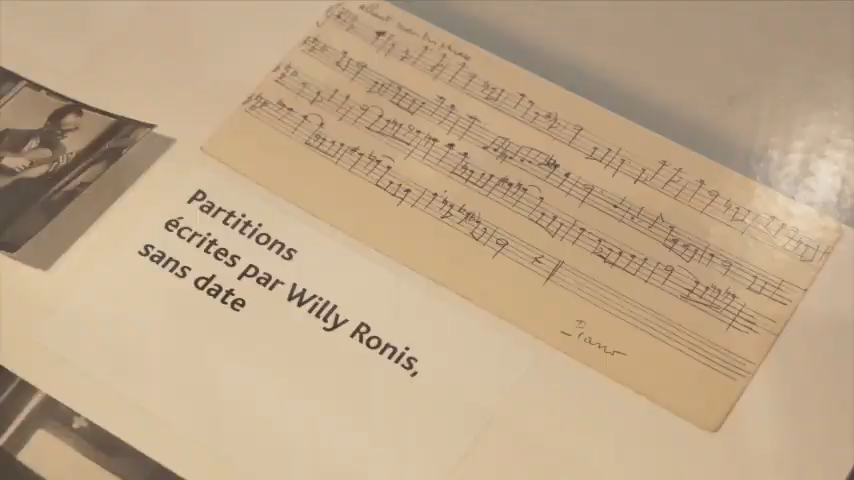 Piano
Partitions
écrites par Willy Ronis,
sans date